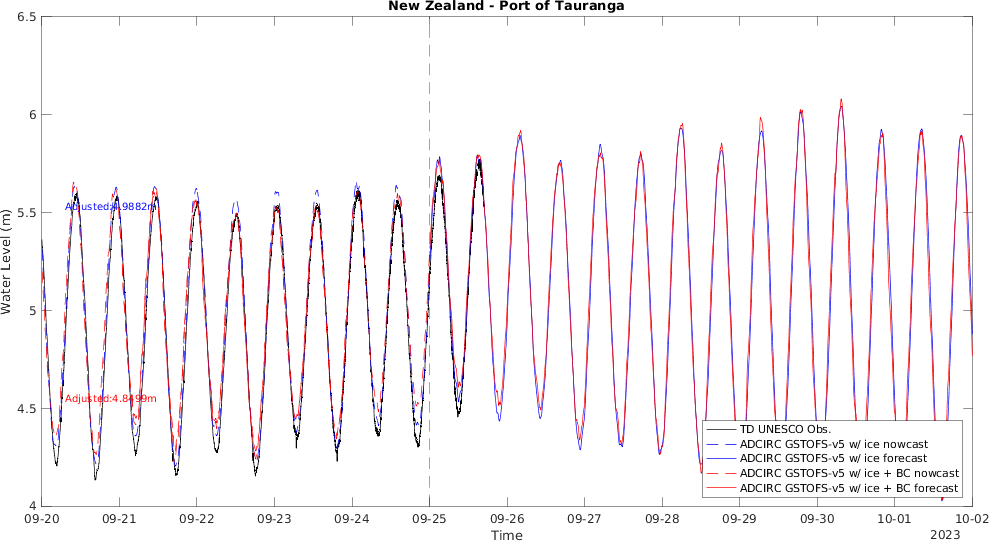 New Zealand - Port of Tauranga
6.5
6
5.5
5
4.5
4
Water Level (m)
Adjusted:4.9882m
Adjusted:4.8499m
TD UNESCO Obs.
ADCIRC GSTOFS-v5 w/ ice nowcast
ADCIRC GSTOFS-v5 w/ ice forecast
ADCIRC GSTOFS-v5 w/ ice + BC nowcast
ADCIRC GSTOFS-v5 w/ ice + BC forecast
09-20 09-21 09-22 09-23 09-24 09-25 09-26 09-27 09-28 09-29 09-30 10-01 10-02
Time
2023